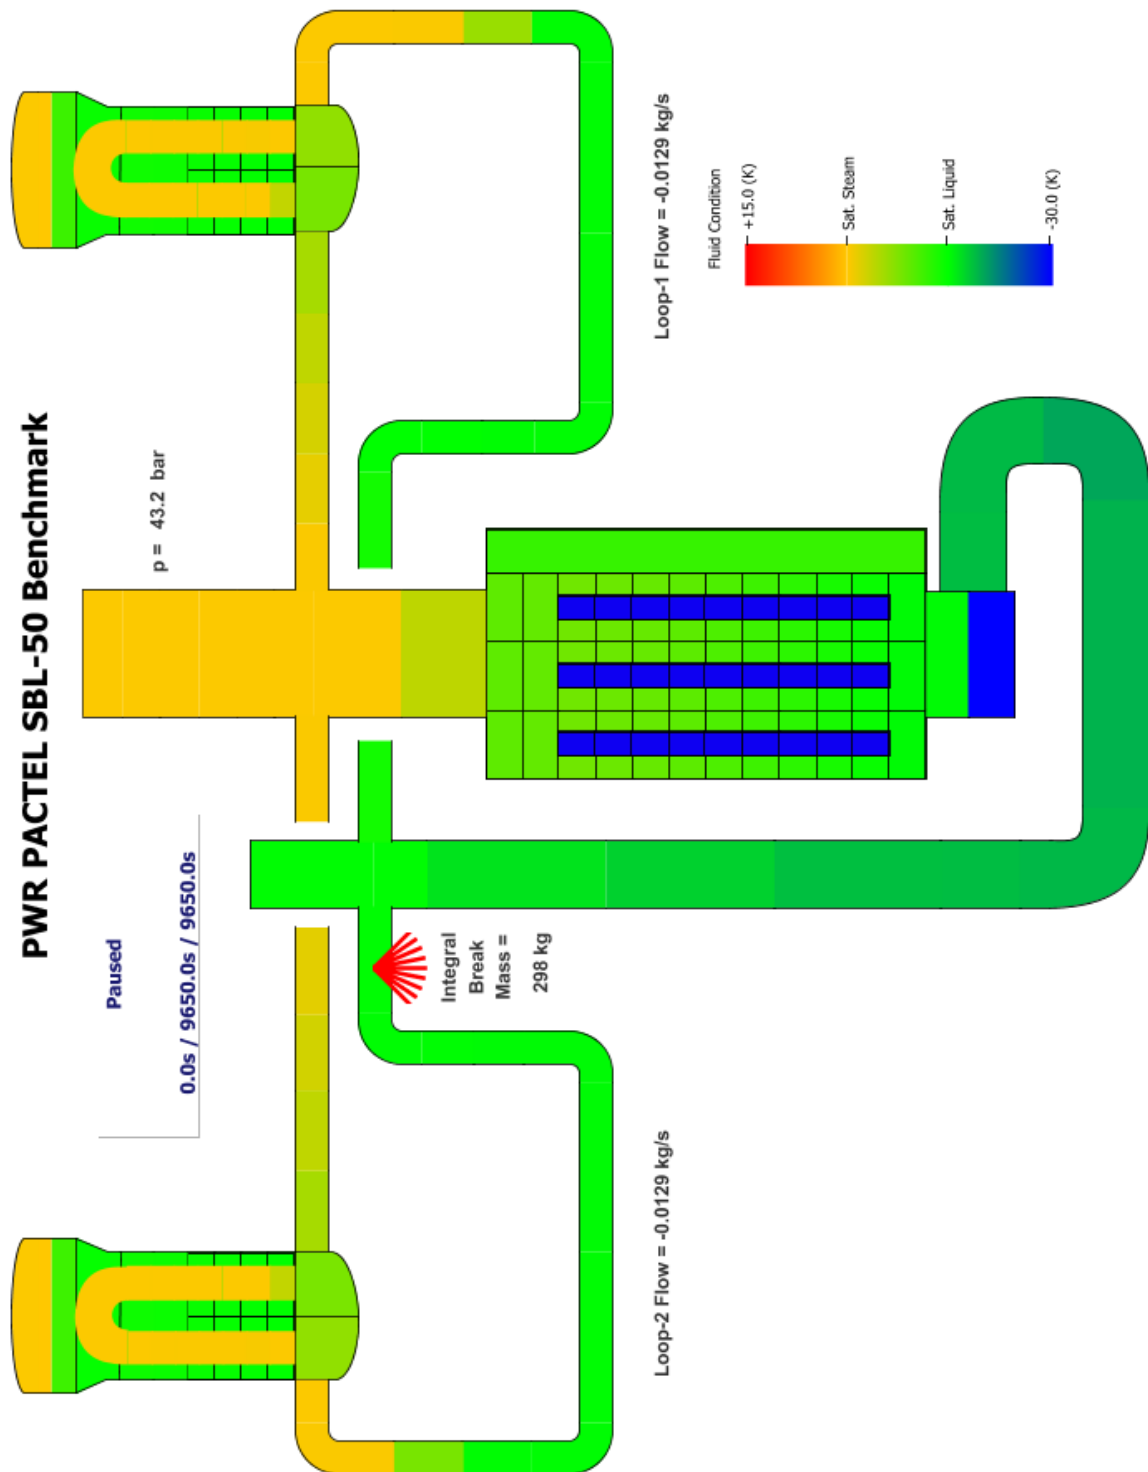 PWR PACTEL SBL-50 Benchmark
Paused
0.0s / 9650.0s / 9650.0s
p = 43.2 bar
Integral
Break
Mass =
298 kg
Loop-2 Flow = -0.0129 kg/s
Loop-1 Flow = -0.0129 kg/s
Fluid Condition
+15.0 (K)
Sat. Steam
Sat. Liquid
-30.0 (K)